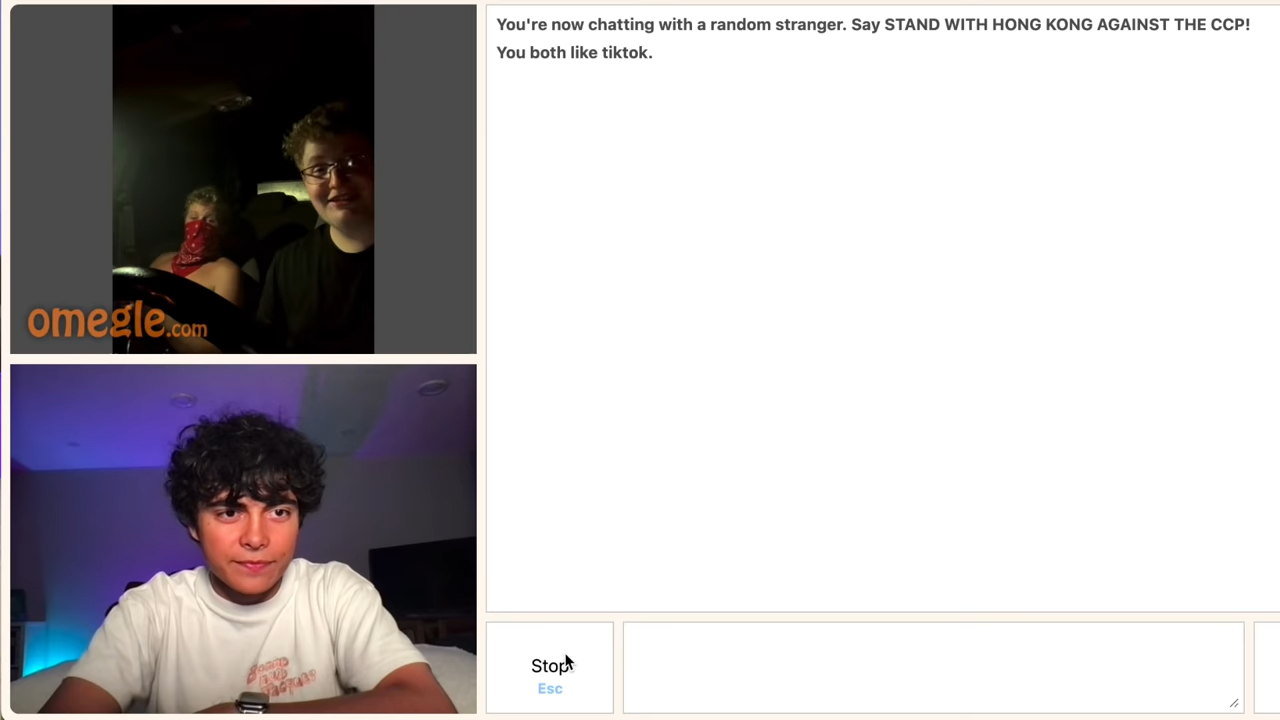 You're now chatting with a random stranger. Say STAND WITH HONG KONG AGAINST THE CCP!
You both like tiktok.
omegle.com
Stop
Esc